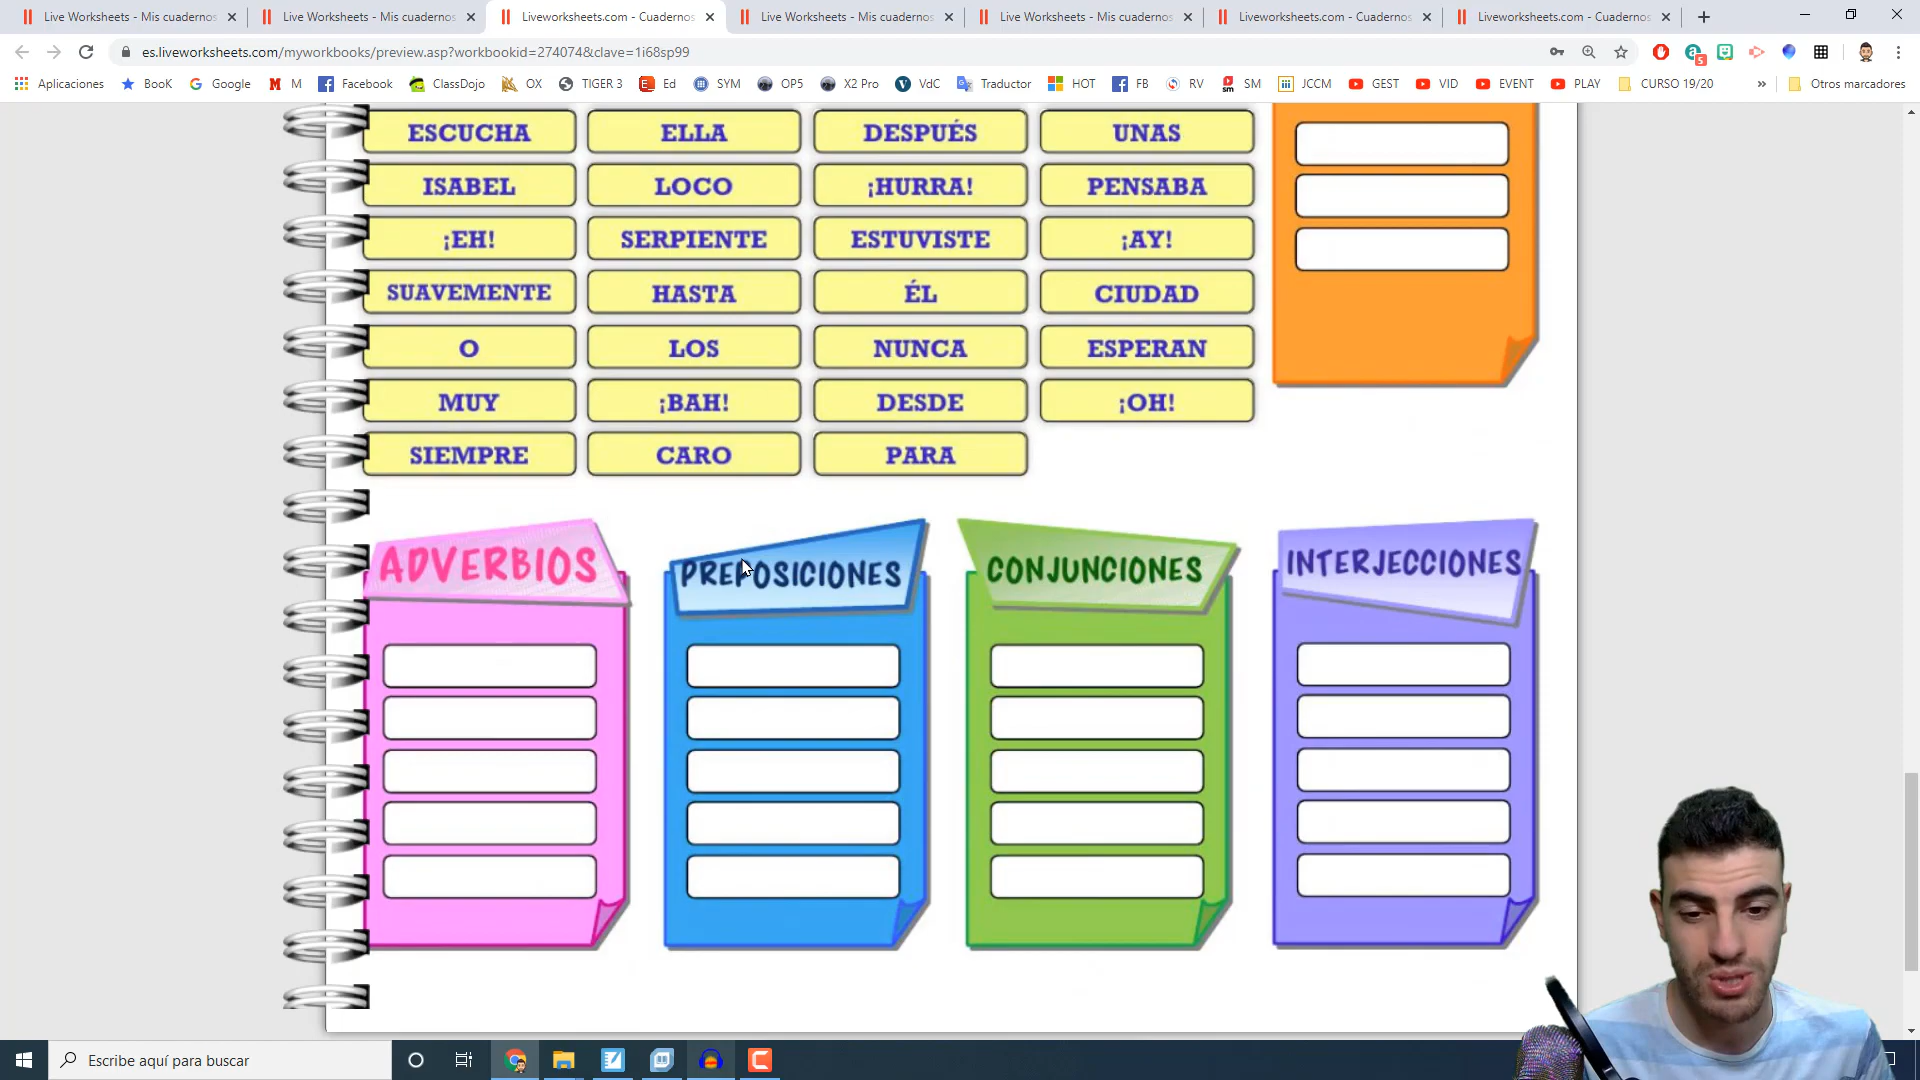 Live Worksheets - Mis cuadernos
Live Worksheets - Mis cuadernos
Liveworksheets.com - Cuadernos
Live Worksheets - Mis cuadernos
Live Worksheets - Mis cuadernos
Liveworksheets.com - Cuadernos
Liveworksheets.com - Cuadernos
es.liveworksheets.com/myworkbooks/preview.asp?workbookid=274074&clave=1i68sp99
5
Aplicaciones BooK Google M Facebook ClassDojo OX TIGER 3 Ed SYM OP5 X2 Pro VdC Traductor HOT FB RV SM JCCM GEST VID EVENT PLAY CURSO 19/20 » Otros marcadores
ESCUCHA ELLA DESPUÉS UNAS
ISABEL LOCO ¡HURRA! PENSABA
¡EH! SERPIENTE ESTUVISTE ¡AY!
SUAVEMENTE HASTA ÉL CIUDAD
O LOS NUNCA ESPERAN
MUY ¡BAH! DESDE ¡OH!
SIEMPRE CARO PARA
ADVERBIOS PREPOSICIONES CONJUNCIONES INTERJECCIONES
Escribe aquí para buscar